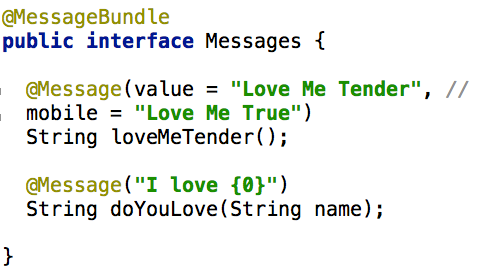 @MessageBundle
public interface Messages {
@Message(value = "Love Me Tender", //
mobile = "Love Me True")
String loveMeTender();
@Message("I love {0}")
String doYouLove(String name);
}